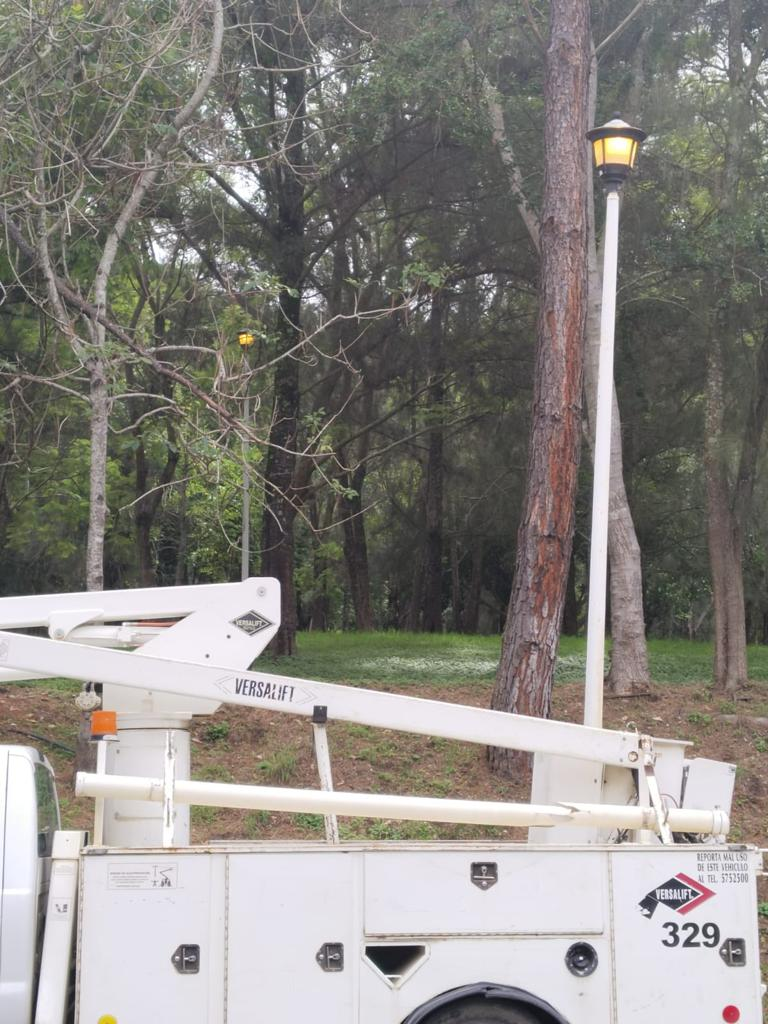 VERSALIFT
VERSALIFT
REPORTA MAL USO
DE ESTE VEHICULO
AL TEL. 5752500
VERSALIFT
329